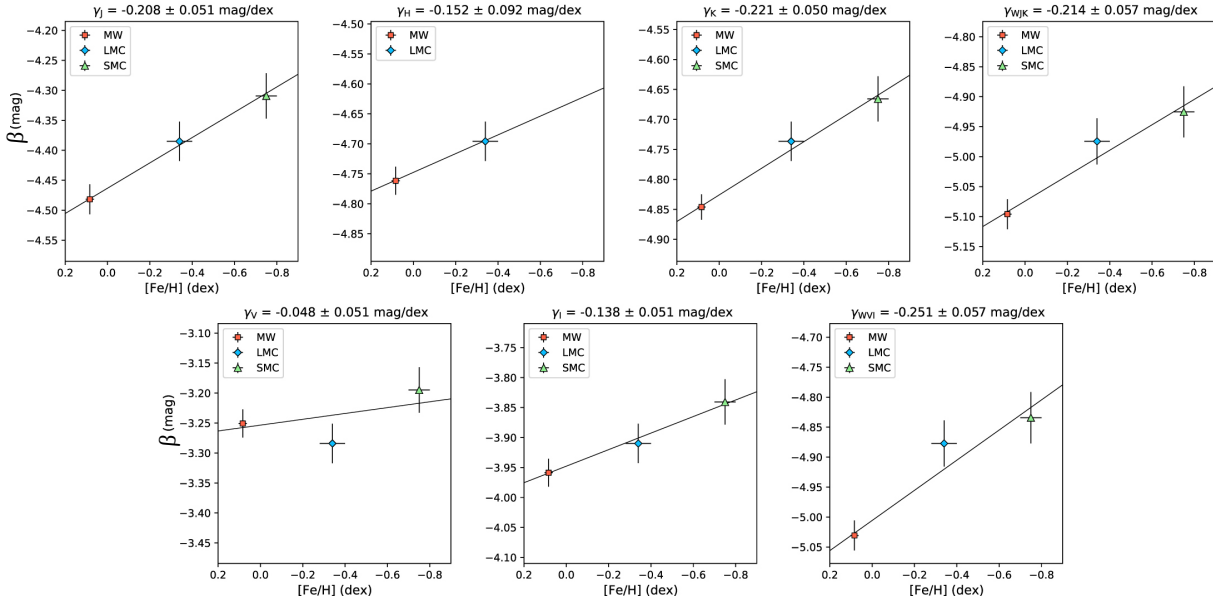 γJ = -0.208 ± 0.051 mag/dex
−4.20
−4.25
−4.30
−4.35
−4.40
−4.45
−4.50
−4.55
β (mag)
MW
LMC
SMC
0.2 0.0 −0.2 −0.4 −0.6 −0.8
[Fe/H] (dex)
γH = -0.152 ± 0.092 mag/dex
−4.50
−4.55
−4.60
−4.65
−4.70
−4.75
−4.80
−4.85
MW
LMC
0.2 0.0 −0.2 −0.4 −0.6 −0.8
[Fe/H] (dex)
γK = -0.221 ± 0.050 mag/dex
−4.55
−4.60
−4.65
−4.70
−4.75
−4.80
−4.85
−4.90
MW
LMC
SMC
0.2 0.0 −0.2 −0.4 −0.6 −0.8
[Fe/H] (dex)
γWJK = -0.214 ± 0.057 mag/dex
−4.80
−4.85
−4.90
−4.95
−5.00
−5.05
−5.10
−5.15
MW
LMC
SMC
0.2 0.0 −0.2 −0.4 −0.6 −0.8
[Fe/H] (dex)
γV = -0.048 ± 0.051 mag/dex
−3.10
−3.15
−3.20
−3.25
−3.30
−3.35
−3.40
−3.45
β (mag)
MW
LMC
SMC
0.2 0.0 −0.2 −0.4 −0.6 −0.8
[Fe/H] (dex)
γI = -0.138 ± 0.051 mag/dex
−3.75
−3.80
−3.85
−3.90
−3.95
−4.00
−4.05
−4.10
MW
LMC
SMC
0.2 0.0 −0.2 −0.4 −0.6 −0.8
[Fe/H] (dex)
γWVI = -0.251 ± 0.057 mag/dex
−4.70
−4.75
−4.80
−4.85
−4.90
−4.95
−5.00
−5.05
MW
LMC
SMC
0.2 0.0 −0.2 −0.4 −0.6 −0.8
[Fe/H] (dex)